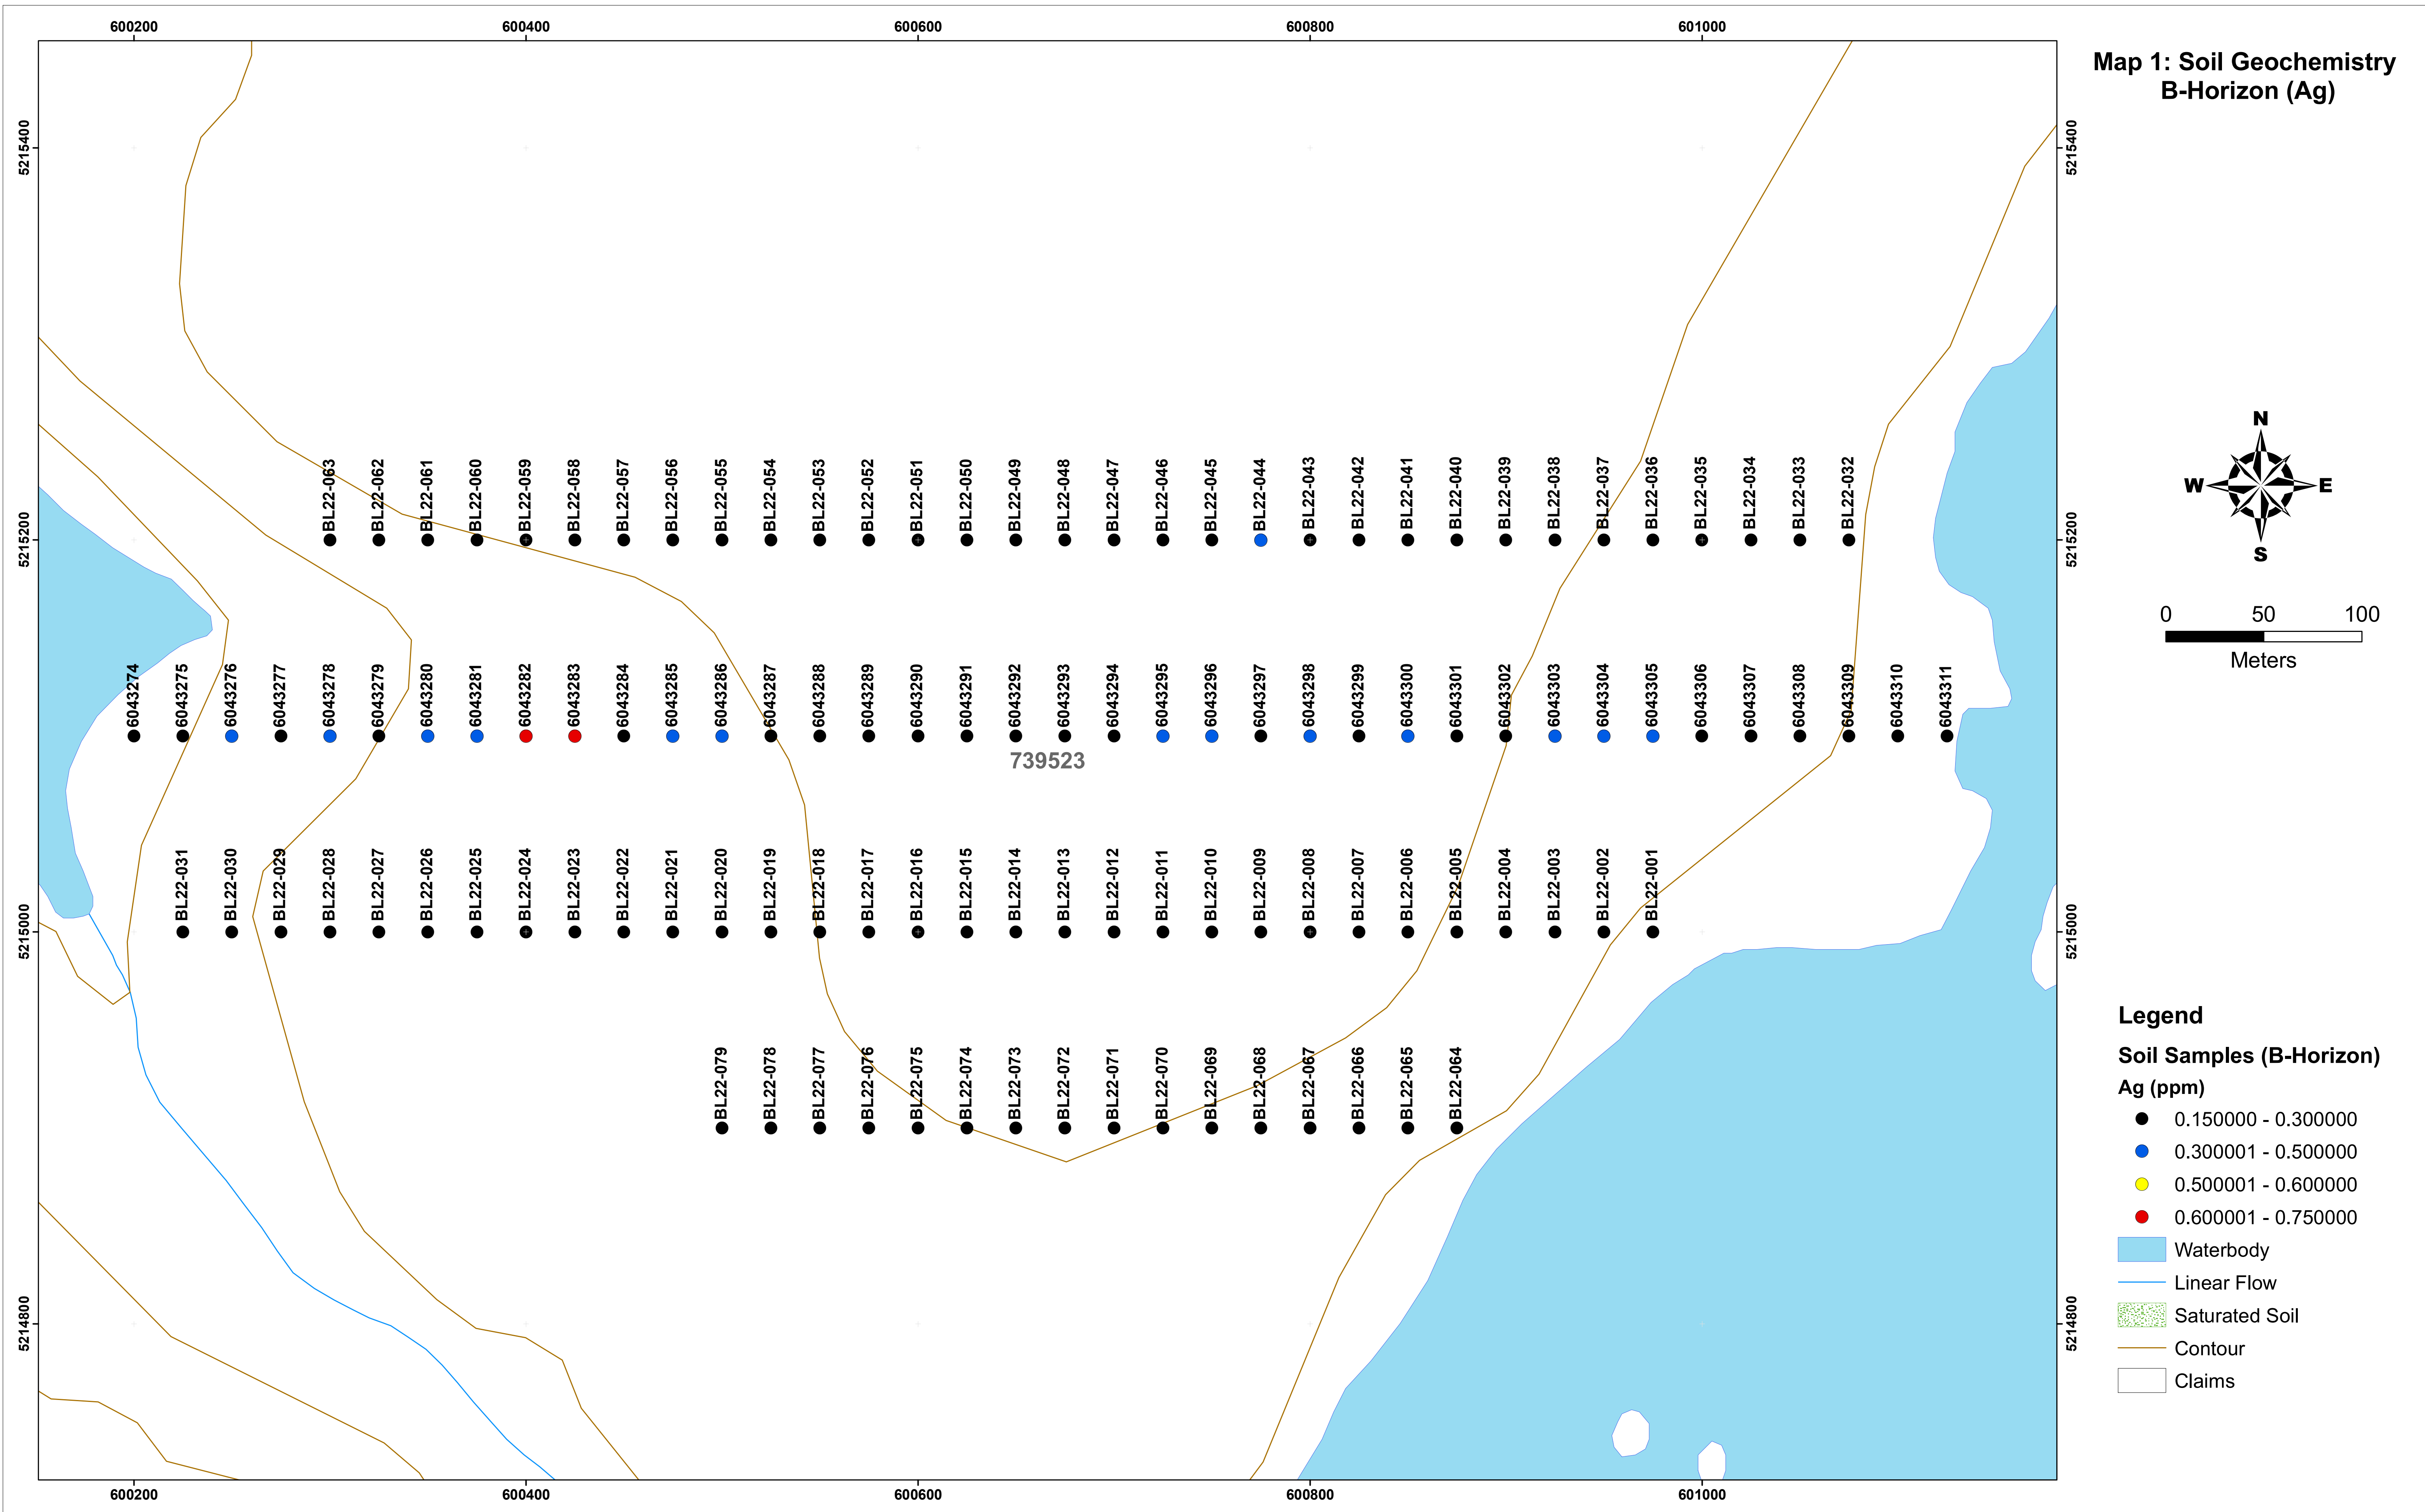 600200 600400 600600 600800 601000
Map 1: Soil Geochemistry
B-Horizon (Ag)
5215400 5215400
N
W E
S
BL22-063 BL22-062 BL22-061 BL22-060 BL22-059 BL22-058 BL22-057 BL22-056 BL22-055 BL22-054 BL22-053 BL22-052 BL22-051 BL22-050 BL22-049 BL22-048 BL22-047 BL22-046 BL22-045 BL22-044 BL22-043 BL22-042 BL22-041 BL22-040 BL22-039 BL22-038 BL22-037 BL22-036 BL22-035 BL22-034 BL22-033 BL22-032
5215200 5215200
0 50 100
Meters
6043274 6043275 6043276 6043277 6043278 6043279 6043280 6043281 6043282 6043283 6043284 6043285 6043286 6043287 6043288 6043289 6043290 6043291 6043292 6043293 6043294 6043295 6043296 6043297 6043298 6043299 6043300 6043301 6043302 6043303 6043304 6043305 6043306 6043307 6043308 6043309 6043310 6043311
739523
BL22-031 BL22-030 BL22-029 BL22-028 BL22-027 BL22-026 BL22-025 BL22-024 BL22-023 BL22-022 BL22-021 BL22-020 BL22-019 BL22-018 BL22-017 BL22-016 BL22-015 BL22-014 BL22-013 BL22-012 BL22-011 BL22-010 BL22-009 BL22-008 BL22-007 BL22-006 BL22-005 BL22-004 BL22-003 BL22-002 BL22-001
5215000 5215000
BL22-079 BL22-078 BL22-077 BL22-076 BL22-075 BL22-074 BL22-073 BL22-072 BL22-071 BL22-070 BL22-069 BL22-068 BL22-067 BL22-066 BL22-065 BL22-064
5214800 5214800
Legend
Soil Samples (B-Horizon)
Ag (ppm)
0.150000 - 0.300000
0.300001 - 0.500000
0.500001 - 0.600000
0.600001 - 0.750000
Waterbody
Linear Flow
Saturated Soil
Contour
Claims
600200 600400 600600 600800 601000